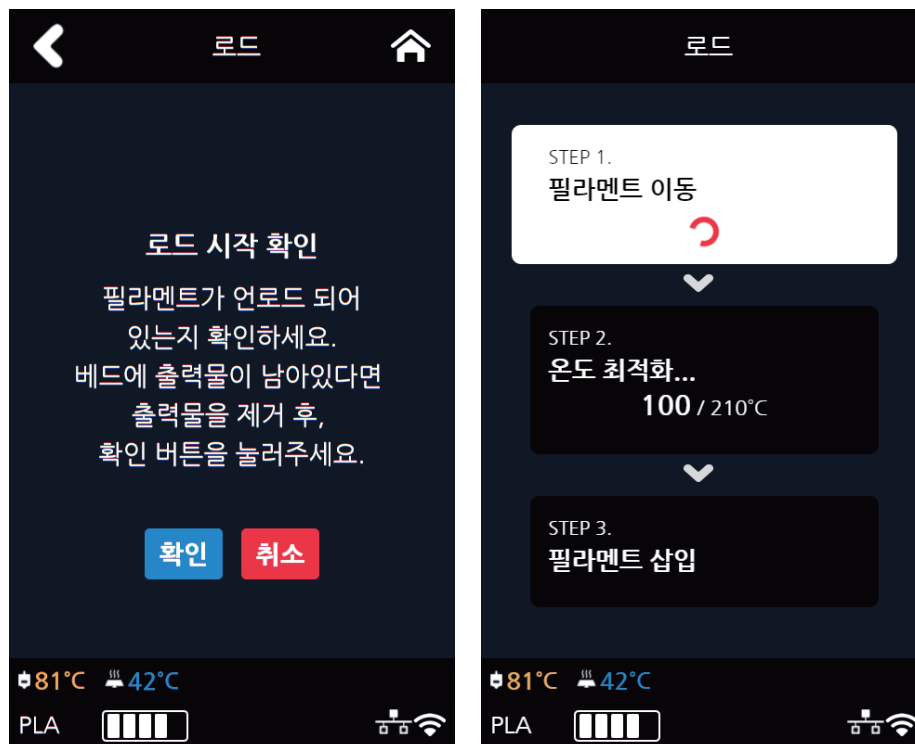 로드
로드 시작 확인
필라멘트가 언로드 되어
있는지 확인하세요.
베드에 출력물이 남아있다면
출력물을 제거 후,
확인 버튼을 눌러주세요.
확인 취소
81°C 42°C
PLA
로드
STEP 1.
필라멘트 이동
STEP 2.
온도 최적화...
100 / 210°C
STEP 3.
필라멘트 삽입
81°C 42°C
PLA